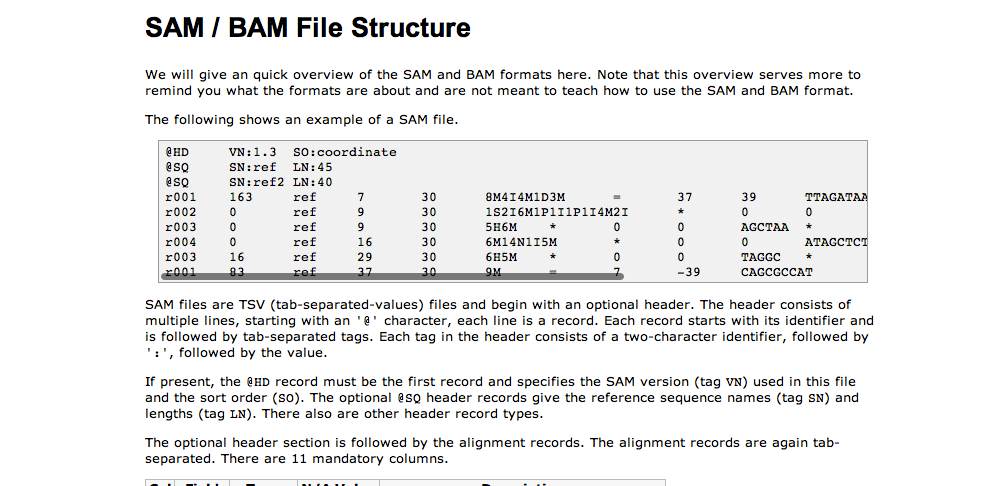 SAM / BAM File Structure
We will give an quick overview of the SAM and BAM formats here. Note that this overview serves more to
remind you what the formats are about and are not meant to teach how to use the SAM and BAM format.
The following shows an example of a SAM file.
@HD VN:1.3 SO:coordinate
@SQ SN:ref LN:45
@SQ SN:ref2 LN:40
r001 163 ref 7 30 8M4I4M1D3M = 37 39 TTAGATAA
r002 0 ref 9 30 1S2I6M1P1I1P1I4M2I * 0 0
r003 0 ref 9 30 5H6M * 0 0 AGCTAA *
r004 0 ref 16 30 6M14N1I5M * 0 0 ATAGCTCT
r003 16 ref 29 30 6H5M * 0 0 TAGGC *
r001 83 ref 37 30 9M = 7 -39 CAGCGCCAT
SAM files are TSV (tab-separated-values) files and begin with an optional header. The header consists of
multiple lines, starting with an '@' character, each line is a record. Each record starts with its identifier and
is followed by tab-separated tags. Each tag in the header consists of a two-character identifier, followed by
':', followed by the value.
If present, the @HD record must be the first record and specifies the SAM version (tag VN) used in this file
and the sort order (SO). The optional @SQ header records give the reference sequence names (tag SN) and
lengths (tag LN). There also are other header record types.
The optional header section is followed by the alignment records. The alignment records are again tab-
separated. There are 11 mandatory columns.